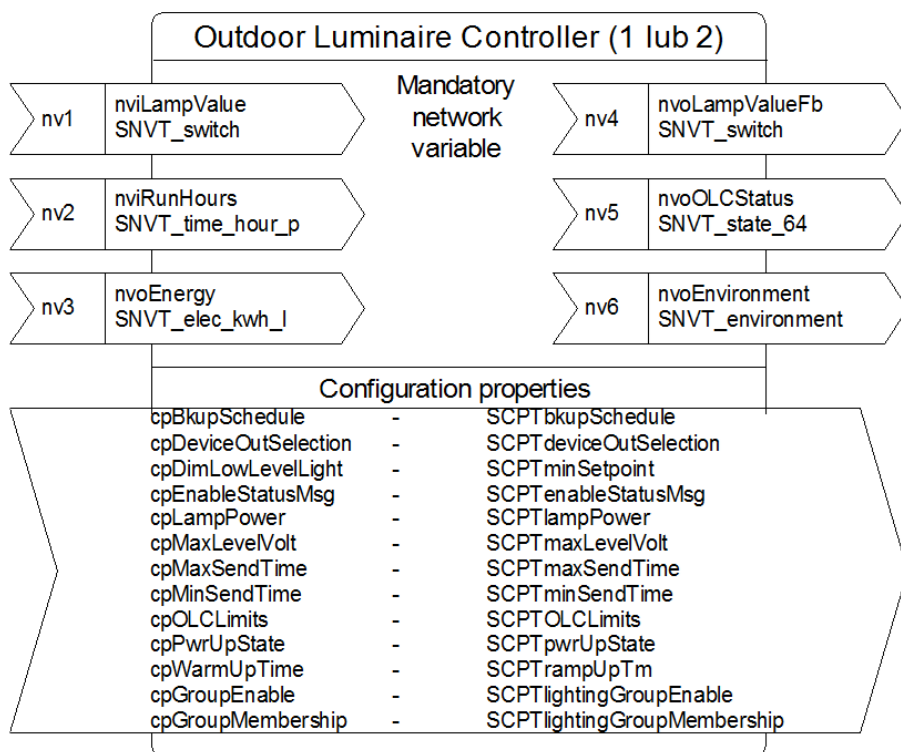 Outdoor Luminaire Controller (1 lub 2)
Mandatory
network
variable
nv1
nviLampValue
SNVT_switch
nv4
nvoLampValueFb
SNVT_switch
nv2
nviRunHours
SNVT_time_hour_p
nv5
nvoOLCStatus
SNVT_state_64
nv3
nvoEnergy
SNVT_elec_kwh_l
nv6
nvoEnvironment
SNVT_environment
Configuration properties
cpBkupSchedule - SCPTbkupSchedule
cpDeviceOutSelection - SCPTdeviceOutSelection
cpDimLowLevelLight - SCPTminSetpoint
cpEnableStatusMsg - SCPTenableStatusMsg
cpLampPower - SCPTlampPower
cpMaxLevelVolt - SCPTmaxLevelVolt
cpMaxSendTime - SCPTmaxSendTime
cpMinSendTime - SCPTminSendTime
cpOLCLimits - SCPTOLCLimits
cpPwrUpState - SCPTpwrUpState
cpWarmUpTime - SCPTrampUpTm
cpGroupEnable - SCPTlightingGroupEnable
cpGroupMembership - SCPTlightingGroupMembership